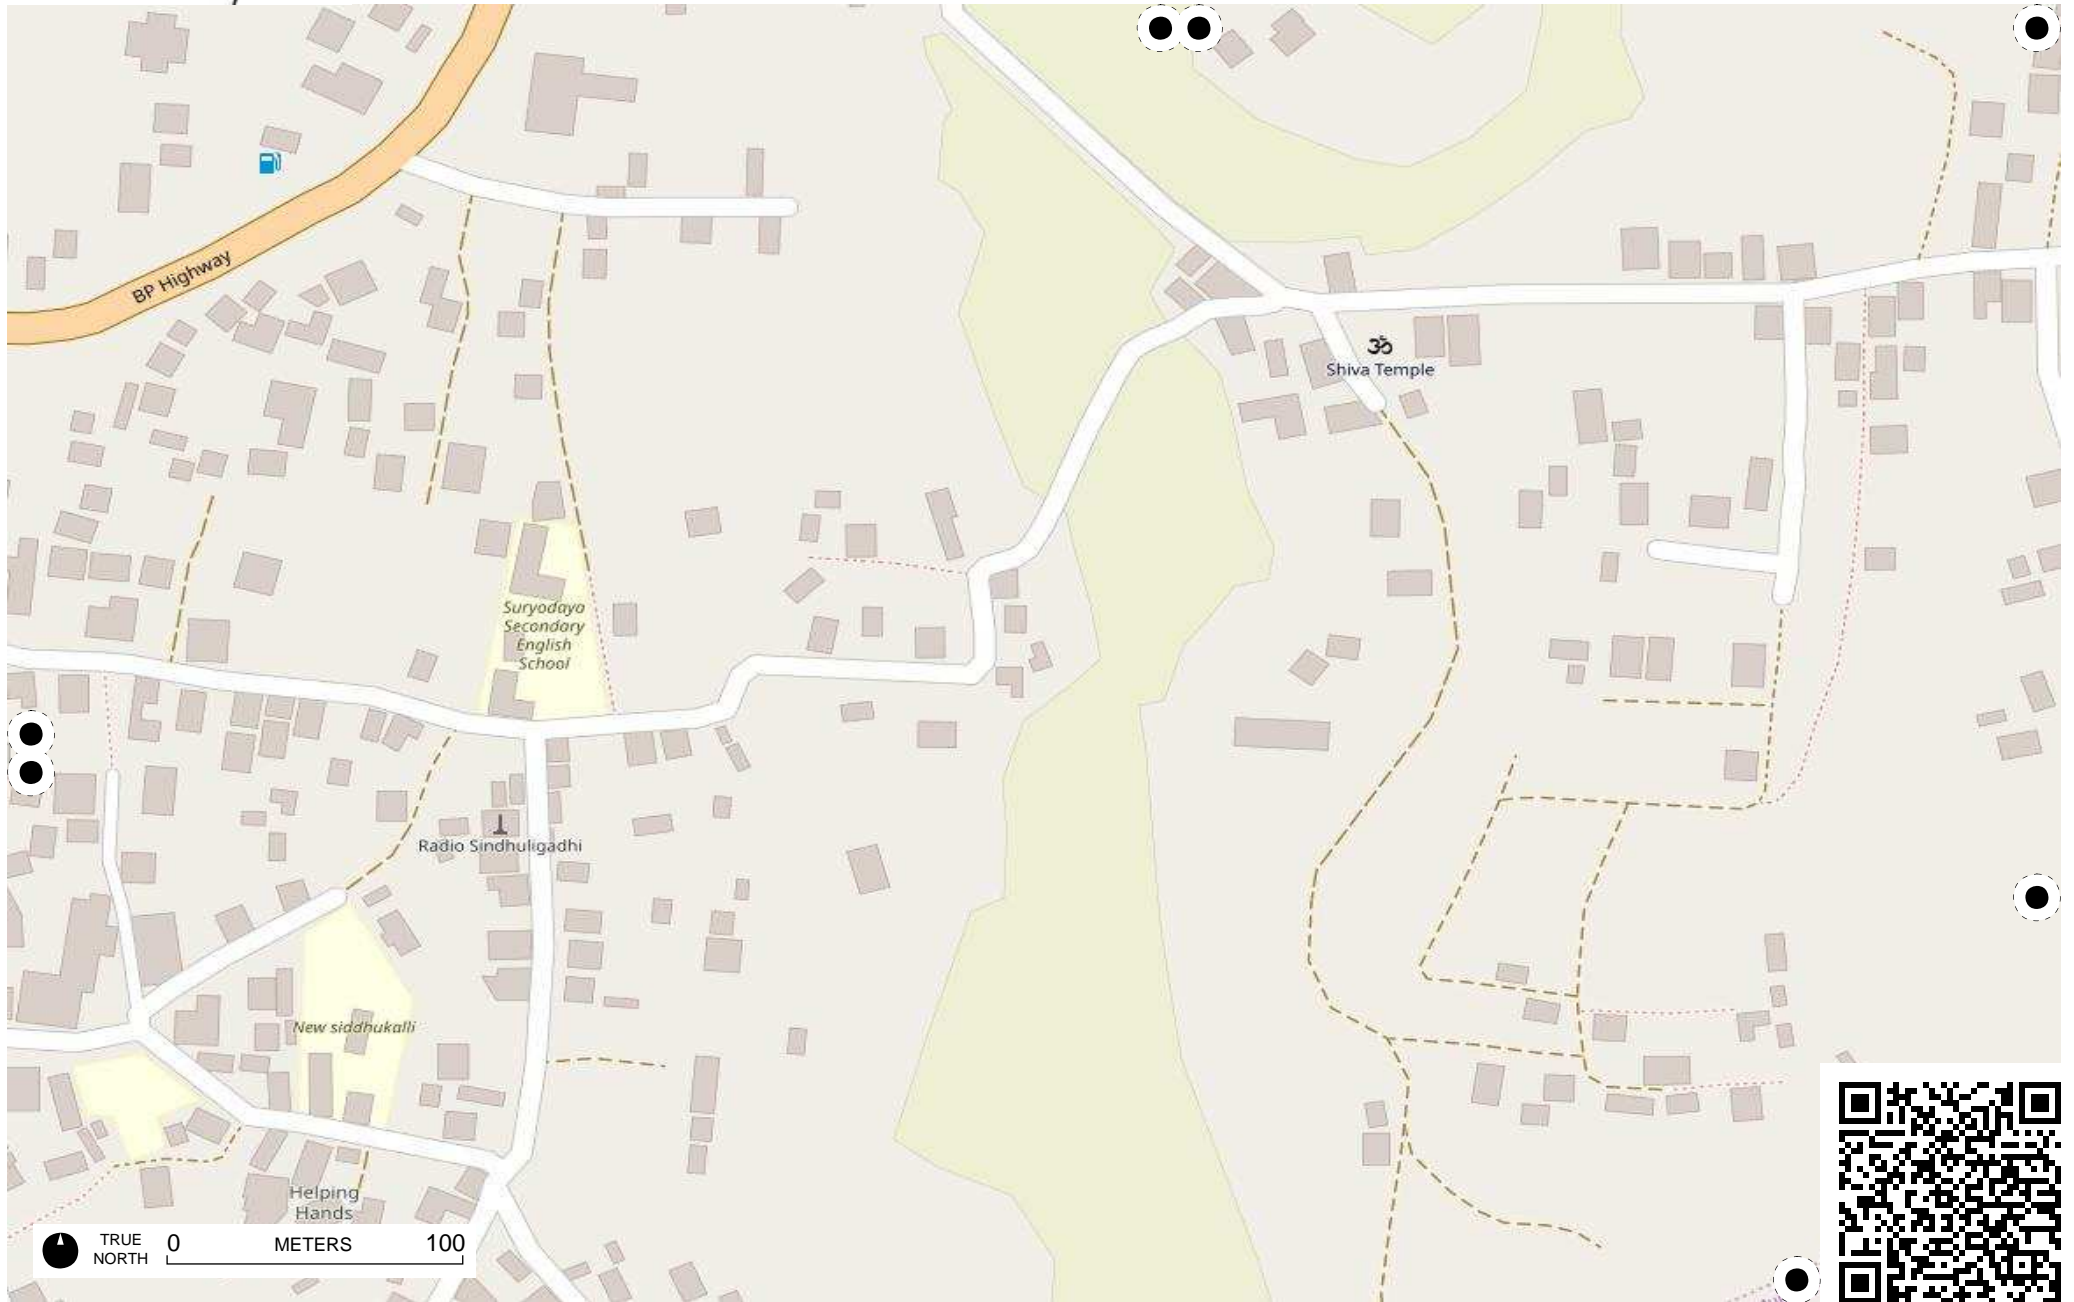 BP Highway
ॐ
Shiva Temple
Suryodaya
Secondary
English
School
Radio Sindhuligadhi
New siddhukalli
Helping
Hands
TRUE
NORTH
0 METERS 100